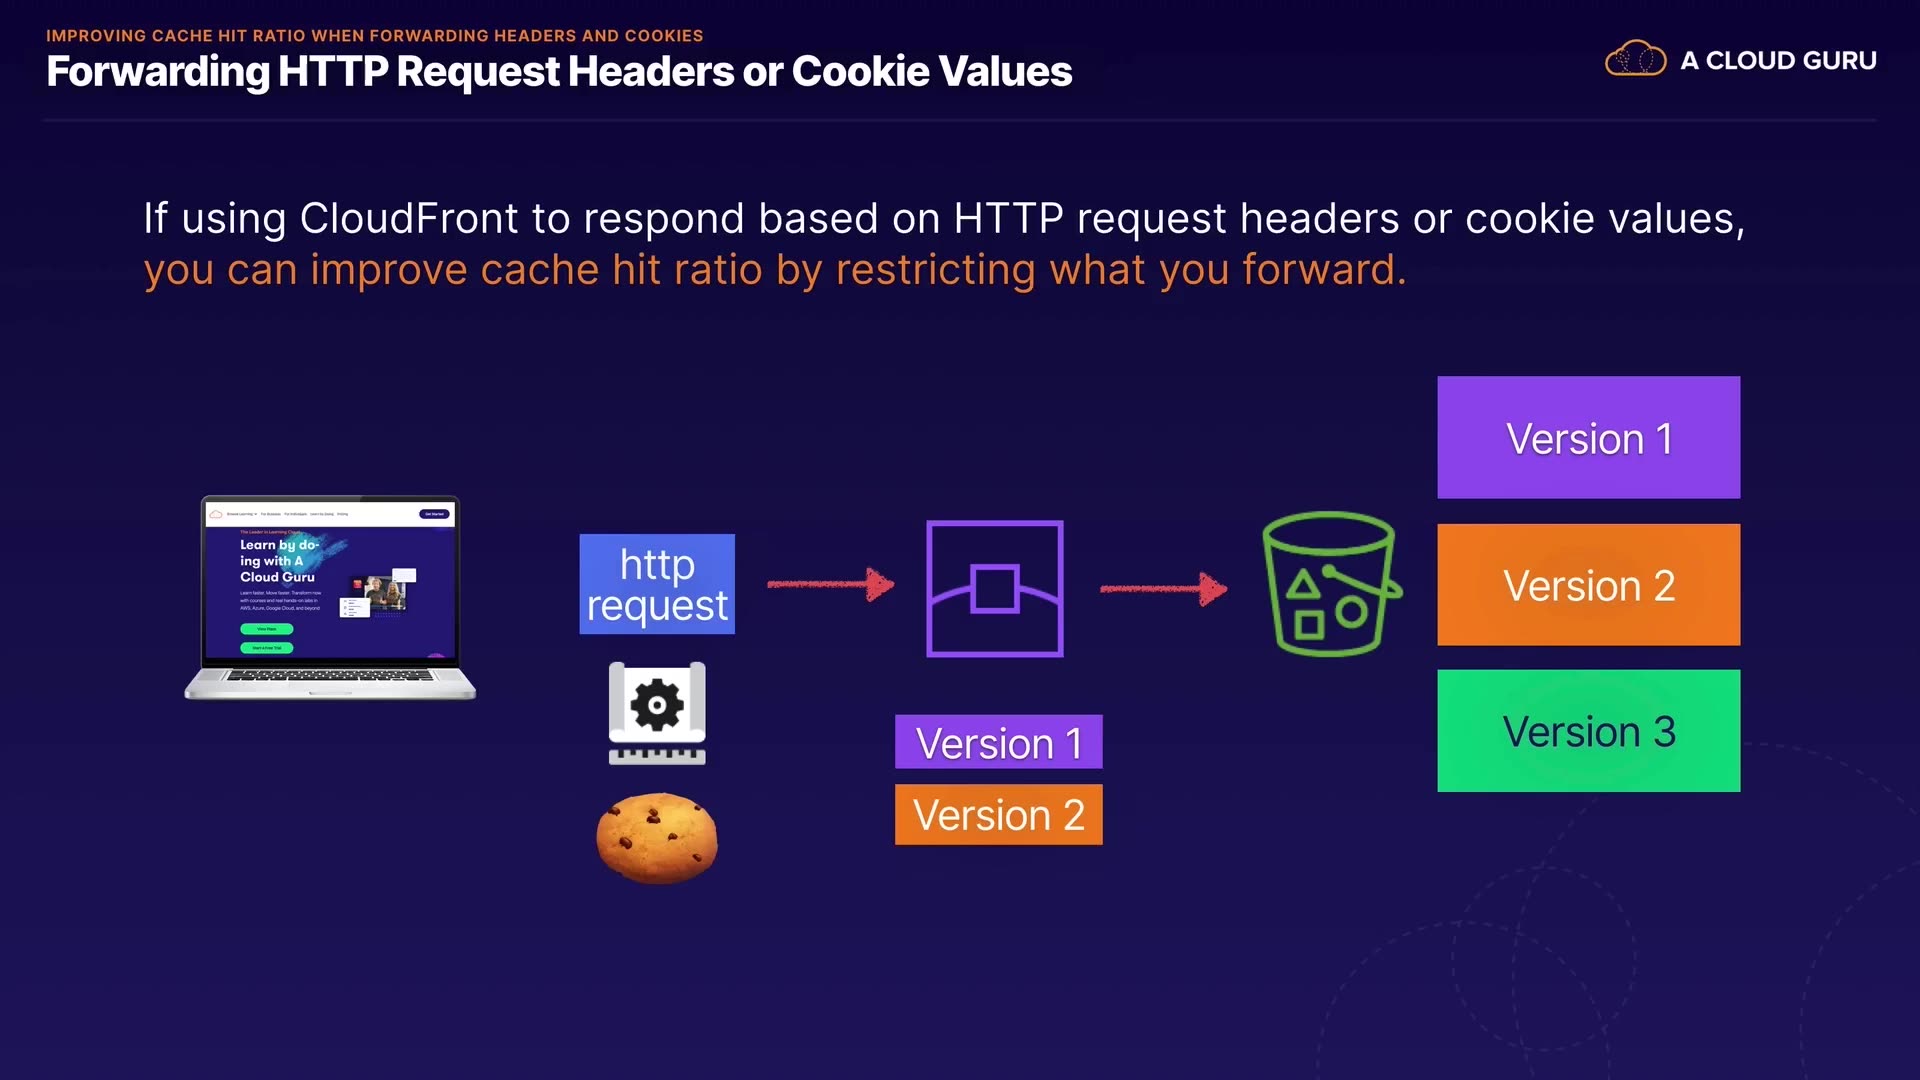 IMPROVING CACHE HIT RATIO WHEN FORWARDING HEADERS AND COOKIES
Forwarding HTTP Request Headers or Cookie Values
A CLOUD GURU
If using CloudFront to respond based on HTTP request headers or cookie values,
you can improve cache hit ratio by restricting what you forward.
Learn by do-
ing with A
Cloud Guru
http
request
Version 1
Version 2
Version 1
Version 2
Version 3